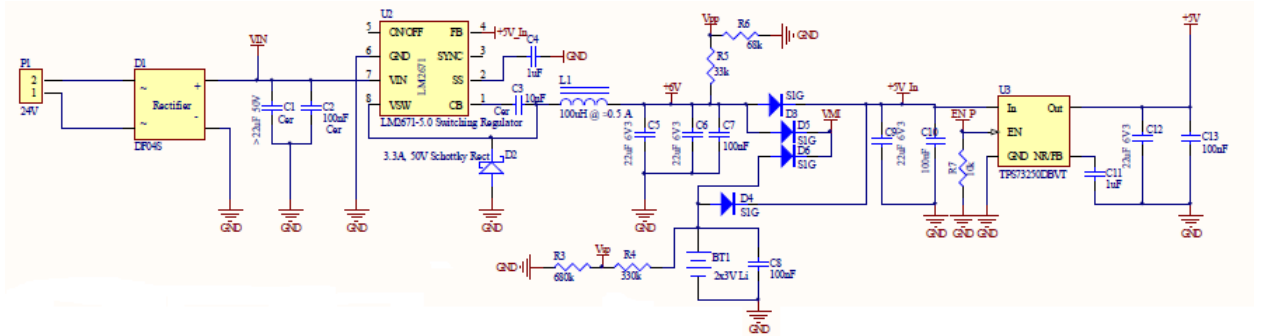 P1
2
1
24V
D1
~
~
+
-
Rectifier
DF04S
VIN
>22uF 50V
C1
Cer
C2
100nF
Cer
GND
GND
GND
U2
5
6
7
8
ON/OFF
GND
VIN
VSW
LM2671
FB
SYNC
SS
CB
4
3
2
1
LM2671-5.0 Switching Regulator
+5V_In
C4
1uF
GND
C3
10nF
Cer
3.3A, 50V Schottky Rect
D2
GND
L1
100uH @ >=0.5 A
+6V
22uF 6V3
C5
22uF 6V3
C6
C7
100nF
GND
Vpp
R6
68k
GND
R5
33k
S1G
D3
D5
S1G
D6
S1G
VMI
D4
S1G
GND
R3
680k
R4
330k
BT1
2x3V Li
C8
100nF
GND
+5V_In
C9
22uF 6V3
C10
100nF
GND
EN_P
R7
10k
GND
GND
U3
In
EN
GND
Out
NR/FB
TPS73250DBVT
C11
1uF
22uF 6V3
C12
C13
100nF
+5V
GND